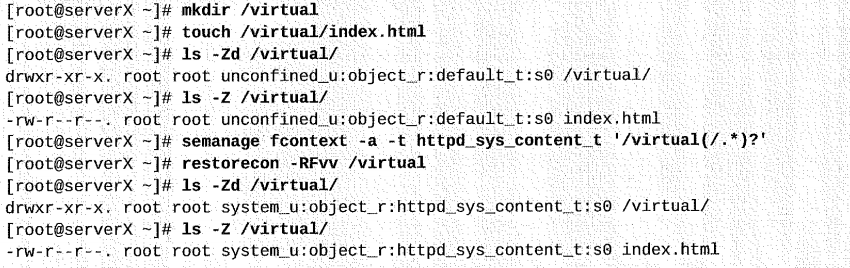 [root@serverX ~]# mkdir /virtual
[root@serverX ~]# touch /virtual/index.html
[root@serverX ~]# ls -Zd /virtual/
drwxr-xr-x. root root unconfined_u:object_r:default_t:s0 /virtual/
[root@serverX ~]# ls -Z /virtual/
-rw-r--r--. root root unconfined_u:object_r:default_t:s0 index.html
[root@serverX ~]# semanage fcontext -a -t httpd_sys_content_t '/virtual(/.*)?'
[root@serverX ~]# restorecon -RFvv /virtual
[root@serverX ~]# ls -Zd /virtual/
drwxr-xr-x. root root system_u:object_r:httpd_sys_content_t:s0 /virtual/
[root@serverX ~]# ls -Z /virtual/
-rw-r--r--. root root system_u:object_r:httpd_sys_content_t:s0 index.html